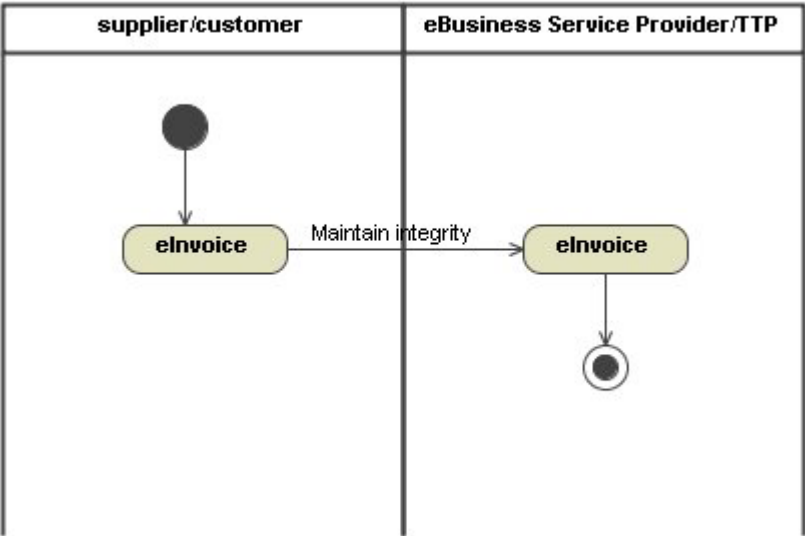 supplier/customer
eBusiness Service Provider/TTP
eInvoice
Maintain integrity
eInvoice